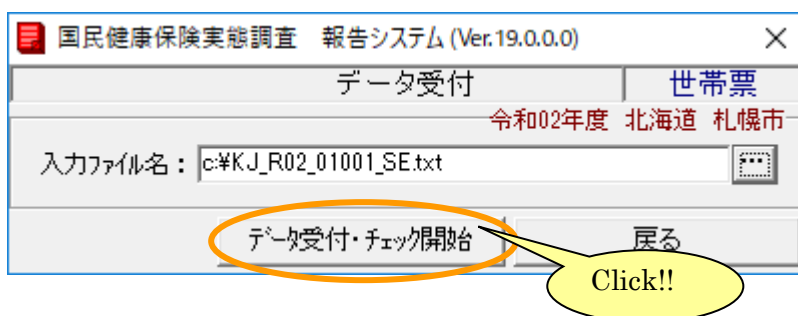 国民健康保険実態調査　報告システム (Ver.19.0.0.0)
データ受付 世帯票
令和02年度 北海道 札幌市
入力ﾌｧｲﾙ名： c:¥KJ_R02_01001_SE.txt ...
ﾃﾞｰﾀ受付・ﾁｪｯｸ開始 戻る
Click!!